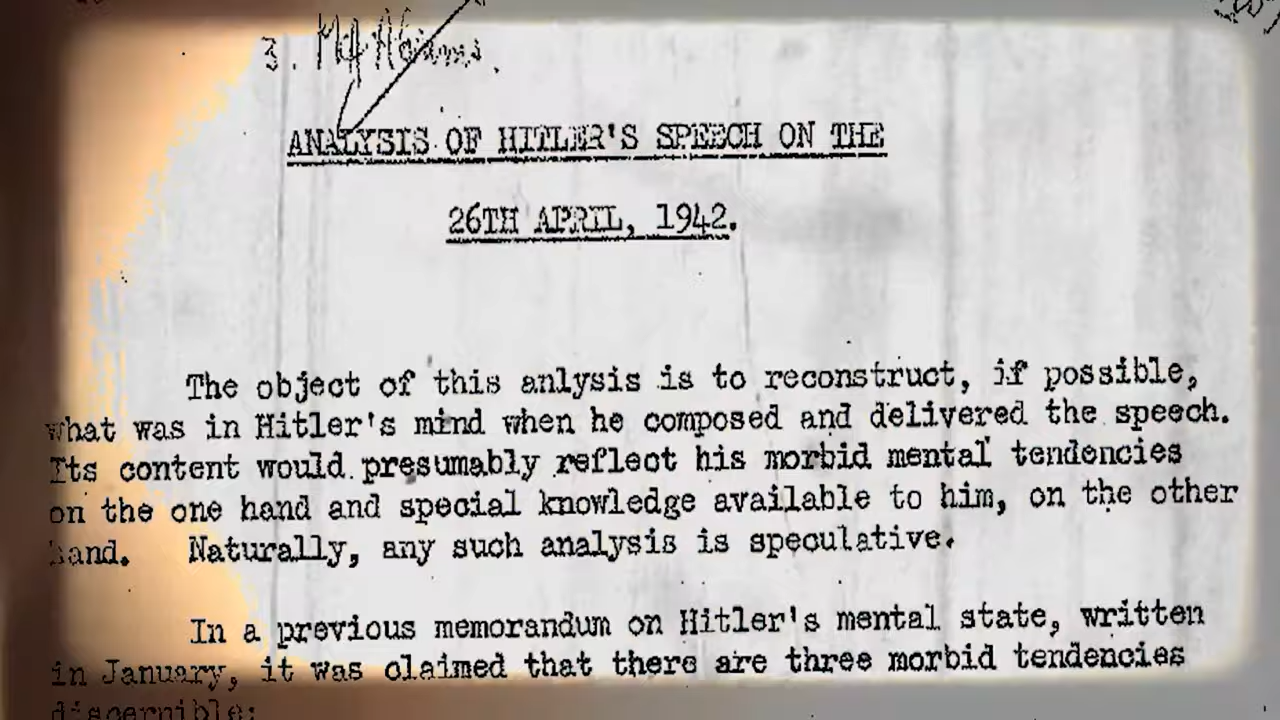 3. Mr Abrams.
ANALYSIS OF HITLER'S SPEECH ON THE
26TH APRIL, 1942.
The object of this anlysis is to reconstruct, if possible,
what was in Hitler's mind when he composed and delivered the speech.
Its content would presumably reflect his morbid mental tendencies
on the one hand and special knowledge available to him, on the other
hand. Naturally, any such analysis is speculative.
In a previous memorandum on Hitler's mental state, written
in January, it was claimed that there are three morbid tendencies
discernible: